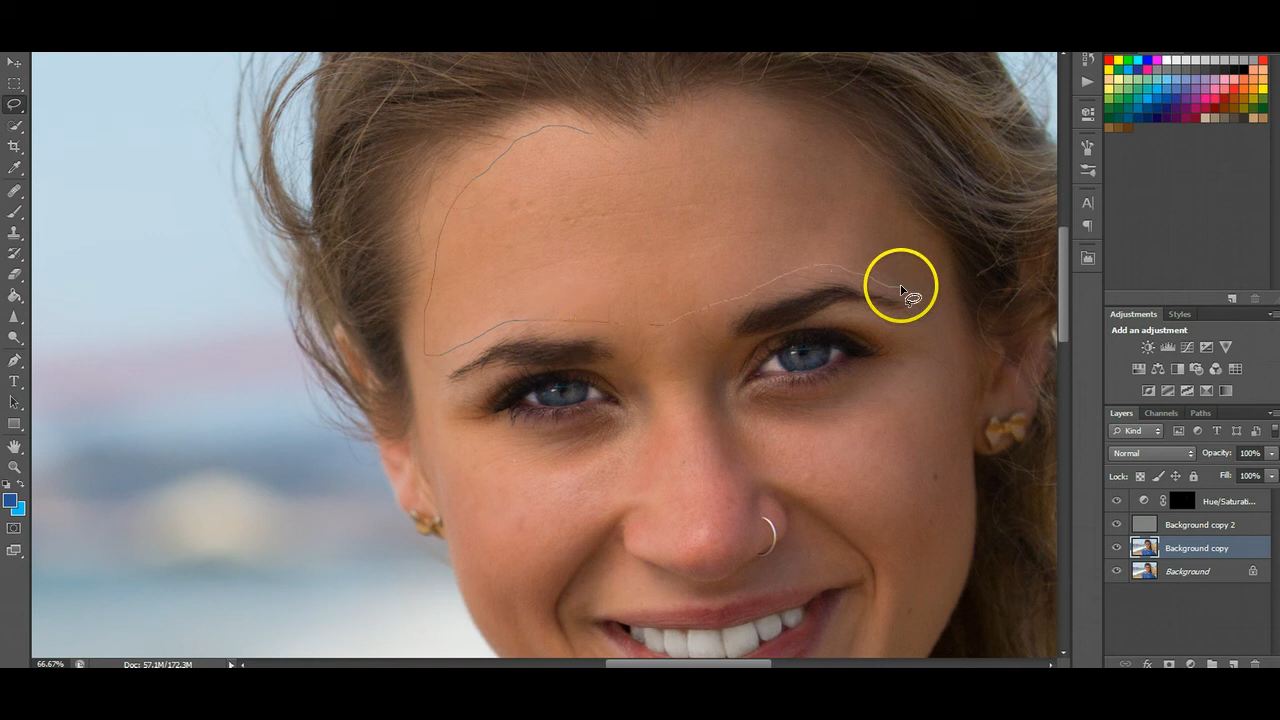 Adjustments Styles
Add an adjustment
Layers Channels Paths
Kind
Normal Opacity: 100%
Lock: Fill: 100%
Hue/Saturati...
Background copy 2
Background copy
Background
66.67% Doc: 57.1M/172.3M